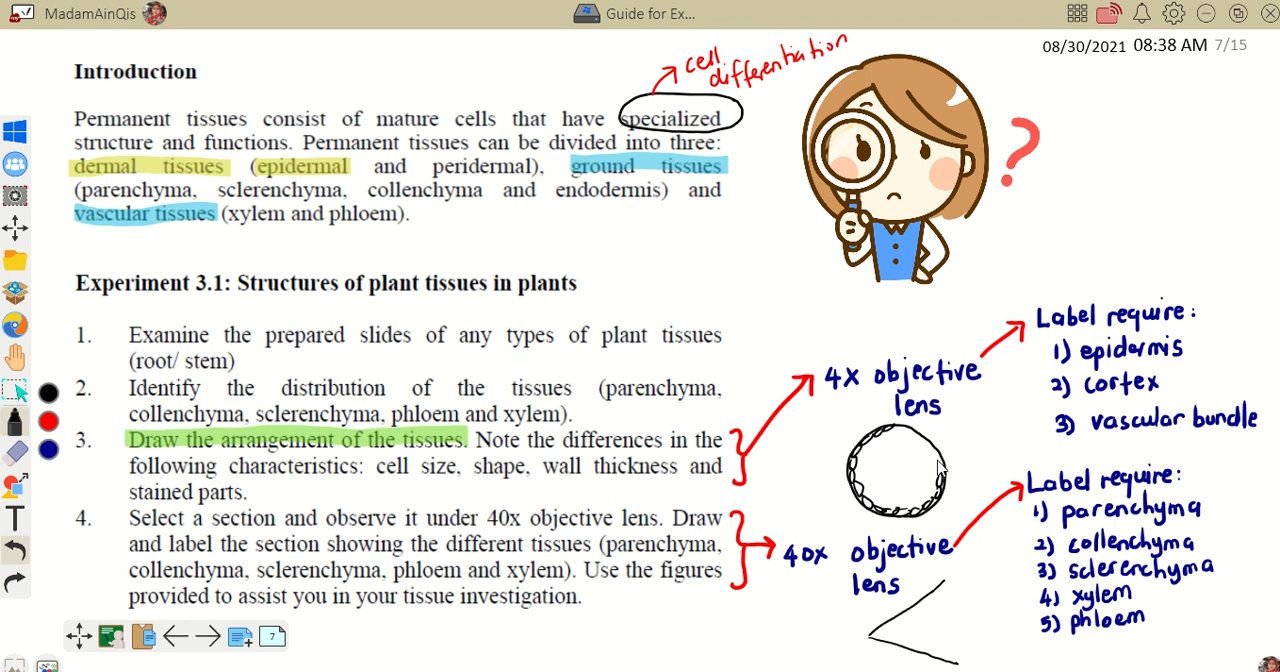 MadamAinQis
Guide for Ex...
08/30/2021 08:38 AM 7/15
Introduction
cell
differentiation
Permanent tissues consist of mature cells that have specialized
structure and functions. Permanent tissues can be divided into three:
dermal tissues (epidermal and peridermal), ground tissues
(parenchyma, sclerenchyma, collenchyma and endodermis) and
vascular tissues (xylem and phloem).
?
Experiment 3.1: Structures of plant tissues in plants
1. Examine the prepared slides of any types of plant tissues
(root/ stem)
2. Identify the distribution of the tissues (parenchyma,
collenchyma, sclerenchyma, phloem and xylem).
3. Draw the arrangement of the tissues. Note the differences in the
following characteristics: cell size, shape, wall thickness and
stained parts.
4. Select a section and observe it under 40x objective lens. Draw
and label the section showing the different tissues (parenchyma,
collenchyma, sclerenchyma, phloem and xylem). Use the figures
provided to assist you in your tissue investigation.
4X objective
lens
Label require:
1) epidermis
2) cortex
3) vascular bundle
40x objective
lens
Label require:
1) parenchyma
2) collenchyma
3) sclerenchyma
4) xylem
5) phloem
T
7